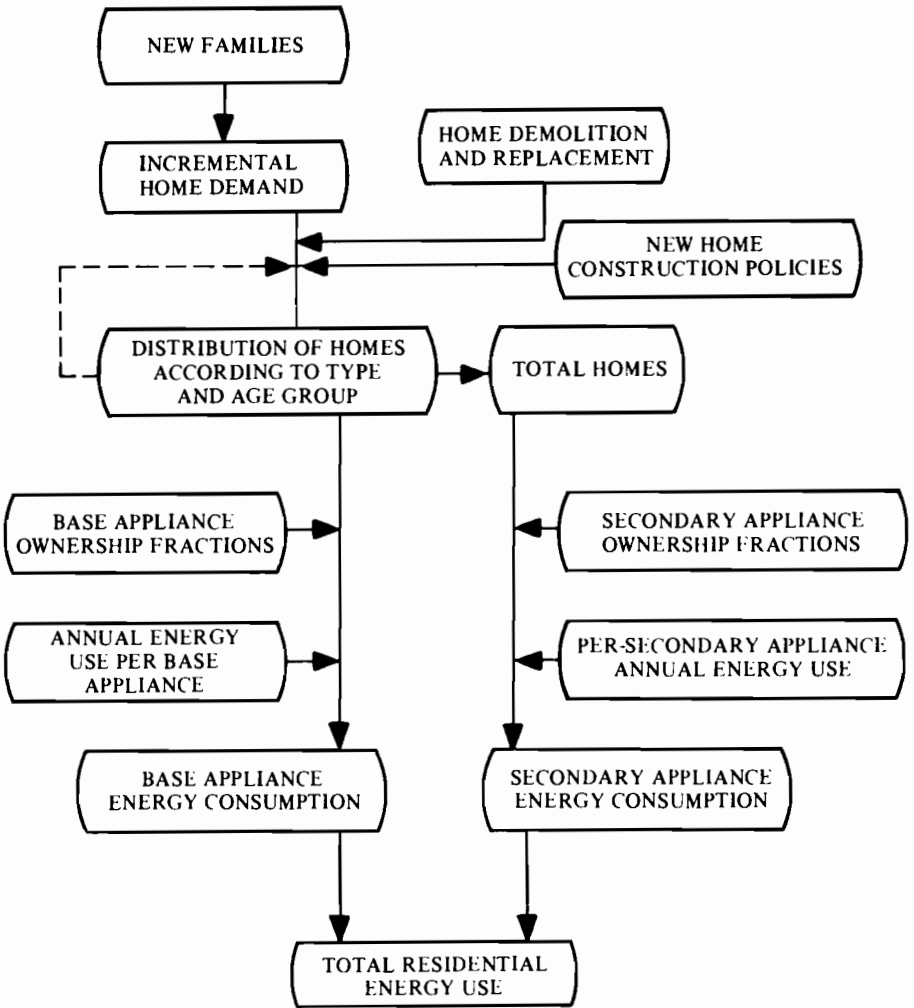 NEW FAMILIES
HOME DEMOLITION
AND REPLACEMENT
INCREMENTAL
HOME DEMAND
NEW HOME
CONSTRUCTION POLICIES
DISTRIBUTION OF HOMES
ACCORDING TO TYPE
AND AGE GROUP
TOTAL HOMES
BASE APPLIANCE
OWNERSHIP FRACTIONS
SECONDARY APPLIANCE
OWNERSHIP FRACTIONS
ANNUAL ENERGY
USE PER BASE
APPLIANCE
PER-SECONDARY APPLIANCE
ANNUAL ENERGY USE
BASE APPLIANCE
ENERGY CONSUMPTION
SECONDARY APPLIANCE
ENERGY CONSUMPTION
TOTAL RESIDENTIAL
ENERGY USE